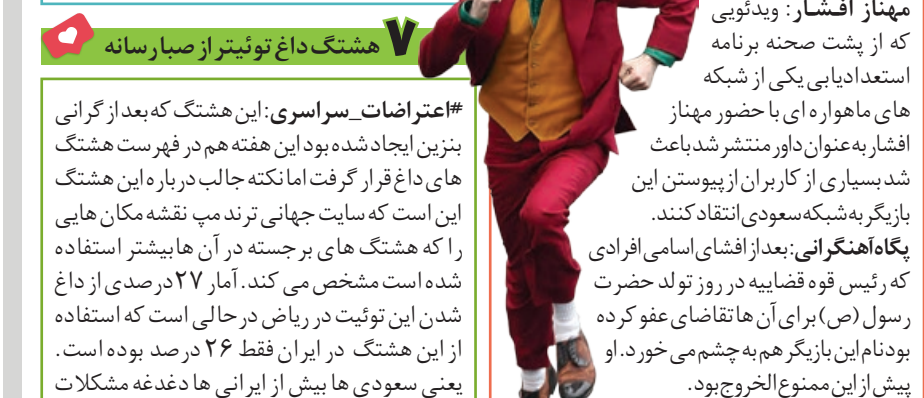 مهناز افشار: ویدئویی
که از پشت صحنه برنامه
استعدادیابی یکی از شبکه
های ماهواره ای با حضور مهناز
افشار به عنوان داور منتشر شد باعث
شد بسیاری از کاربران از پیوستن این
بازیگر به شبکه سعودی انتقاد کنند.
پگاه آهنگرانی: بعد از افشای اسامی افرادی
که رئیس قوه قضاییه در روز تولد حضرت
رسول (ص) برای آن ها تقاضای عفو کرده
بود نام این بازیگر هم به چشم می خورد. او
پیش از این ممنوع الخروج بود.
۷ هشتگ داغ توئیتر از صبا رسانه
#اعتراضات_سراسری: این هشتگ که بعد از گرانی
بنزین ایجاد شده بود این هفته هم در فهرست هشتگ
های داغ قرار گرفت اما نکته جالب درباره این هشتگ
این است که سایت جهانی ترند مپ نقشه مکان هایی
را که هشتگ های برجسته در آن ها بیشتر استفاده
شده است مشخص می کند. آمار ۲۷ درصدی از داغ
شدن این توئیت در ریاض در حالی است که استفاده
از این هشتگ در ایران فقط ۲۶ درصد بوده است.
یعنی سعودی ها بیش از ایرانی ها دغدغه مشکلات